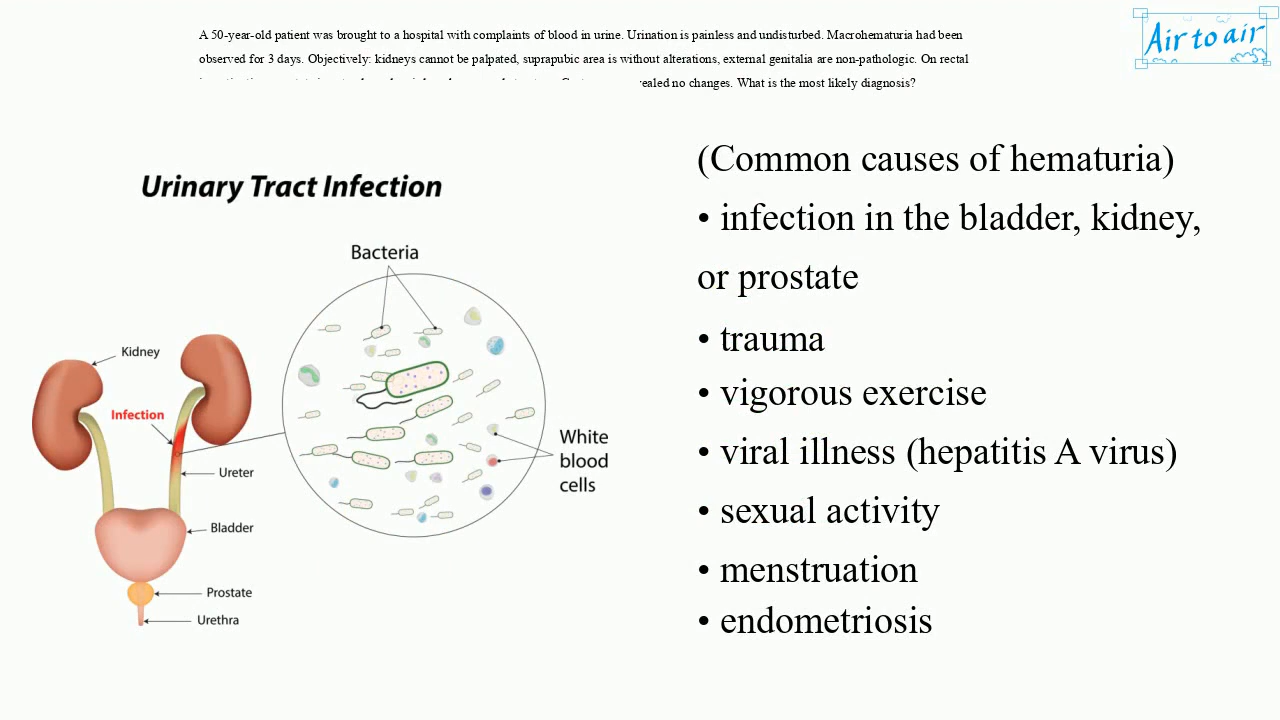 A 50-year-old patient was brought to a hospital with complaints of blood in urine. Urination is painless and undisturbed. Macrohematuria had been
observed for 3 days. Objectively: kidneys cannot be palpated, suprapubic area is without alterations, external genitalia are non-pathologic. On rectal
ealed no changes. What is the most likely diagnosis?
Air to air
Urinary Tract Infection
Bacteria
Kidney
Infection
Ureter
Bladder
Prostate
Urethra
White
blood
cells
(Common causes of hematuria)
• infection in the bladder, kidney,
or prostate
• trauma
• vigorous exercise
• viral illness (hepatitis A virus)
• sexual activity
• menstruation
• endometriosis